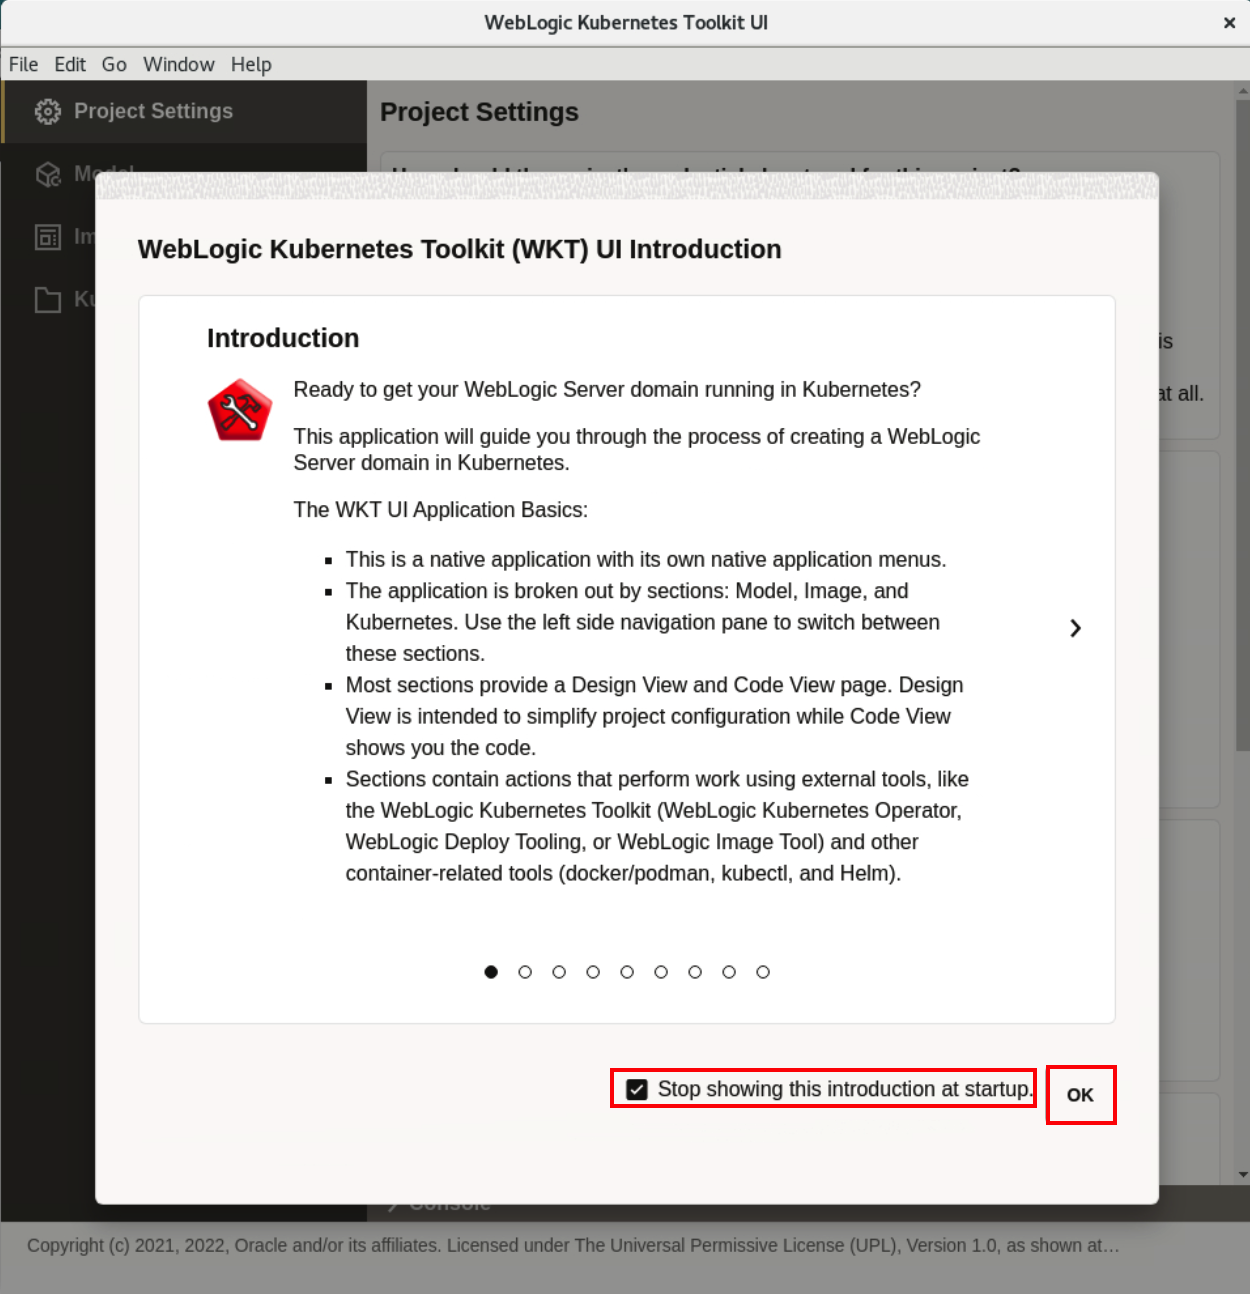 WebLogic Kubernetes Toolkit UI
File Edit Go Window Help
Project Settings
Project Settings
Model
WebLogic Kubernetes Toolkit (WKT) UI Introduction
Introduction
Ready to get your WebLogic Server domain running in Kubernetes?
This application will guide you through the process of creating a WebLogic
Server domain in Kubernetes.
The WKT UI Application Basics:
This is a native application with its own native application menus.
The application is broken out by sections: Model, Image, and
Kubernetes. Use the left side navigation pane to switch between
these sections.
Most sections provide a Design View and Code View page. Design
View is intended to simplify project configuration while Code View
shows you the code.
Sections contain actions that perform work using external tools, like
the WebLogic Kubernetes Toolkit (WebLogic Kubernetes Operator,
WebLogic Deploy Tooling, or WebLogic Image Tool) and other
container-related tools (docker/podman, kubectl, and Helm).
is
at all.
Stop showing this introduction at startup.
OK
Console
Copyright (c) 2021, 2022, Oracle and/or its affiliates. Licensed under The Universal Permissive License (UPL), Version 1.0, as shown at…